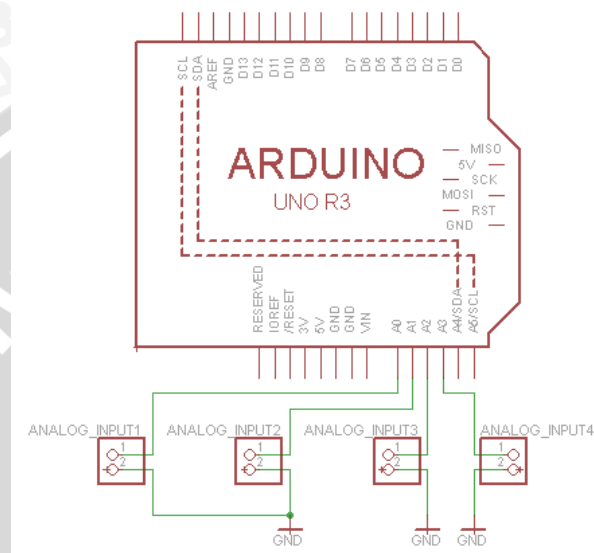 SCL
SDA
AREF
GND
D13
D12
D11
D10
D9
D8
D7
D6
D5
D4
D3
D2
D1
D0
ARDUINO
UNO R3
MISO
5V
SCK
MOSI
RST
GND
RESERVED
IOREF
/RESET
3V
5V
GND
GND
VIN
A0
A1
A2
A3
A4/SDA
A5/SCL
ANALOG_INPUT1
1
2
ANALOG_INPUT2
1
2
ANALOG_INPUT3
1
2
ANALOG_INPUT4
1
2
GND
GND
GND